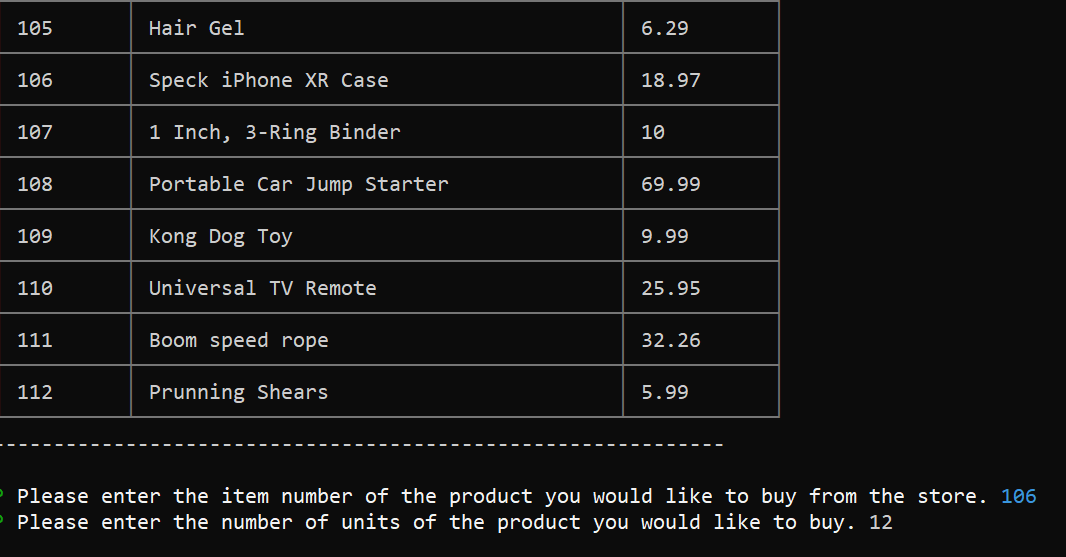 105 Hair Gel 6.29
106 Speck iPhone XR Case 18.97
107 1 Inch, 3-Ring Binder 10
108 Portable Car Jump Starter 69.99
109 Kong Dog Toy 9.99
110 Universal TV Remote 25.95
111 Boom speed rope 32.26
112 Prunning Shears 5.99
------------------------------------------------------------
? Please enter the item number of the product you would like to buy from the store. 106
? Please enter the number of units of the product you would like to buy. 12